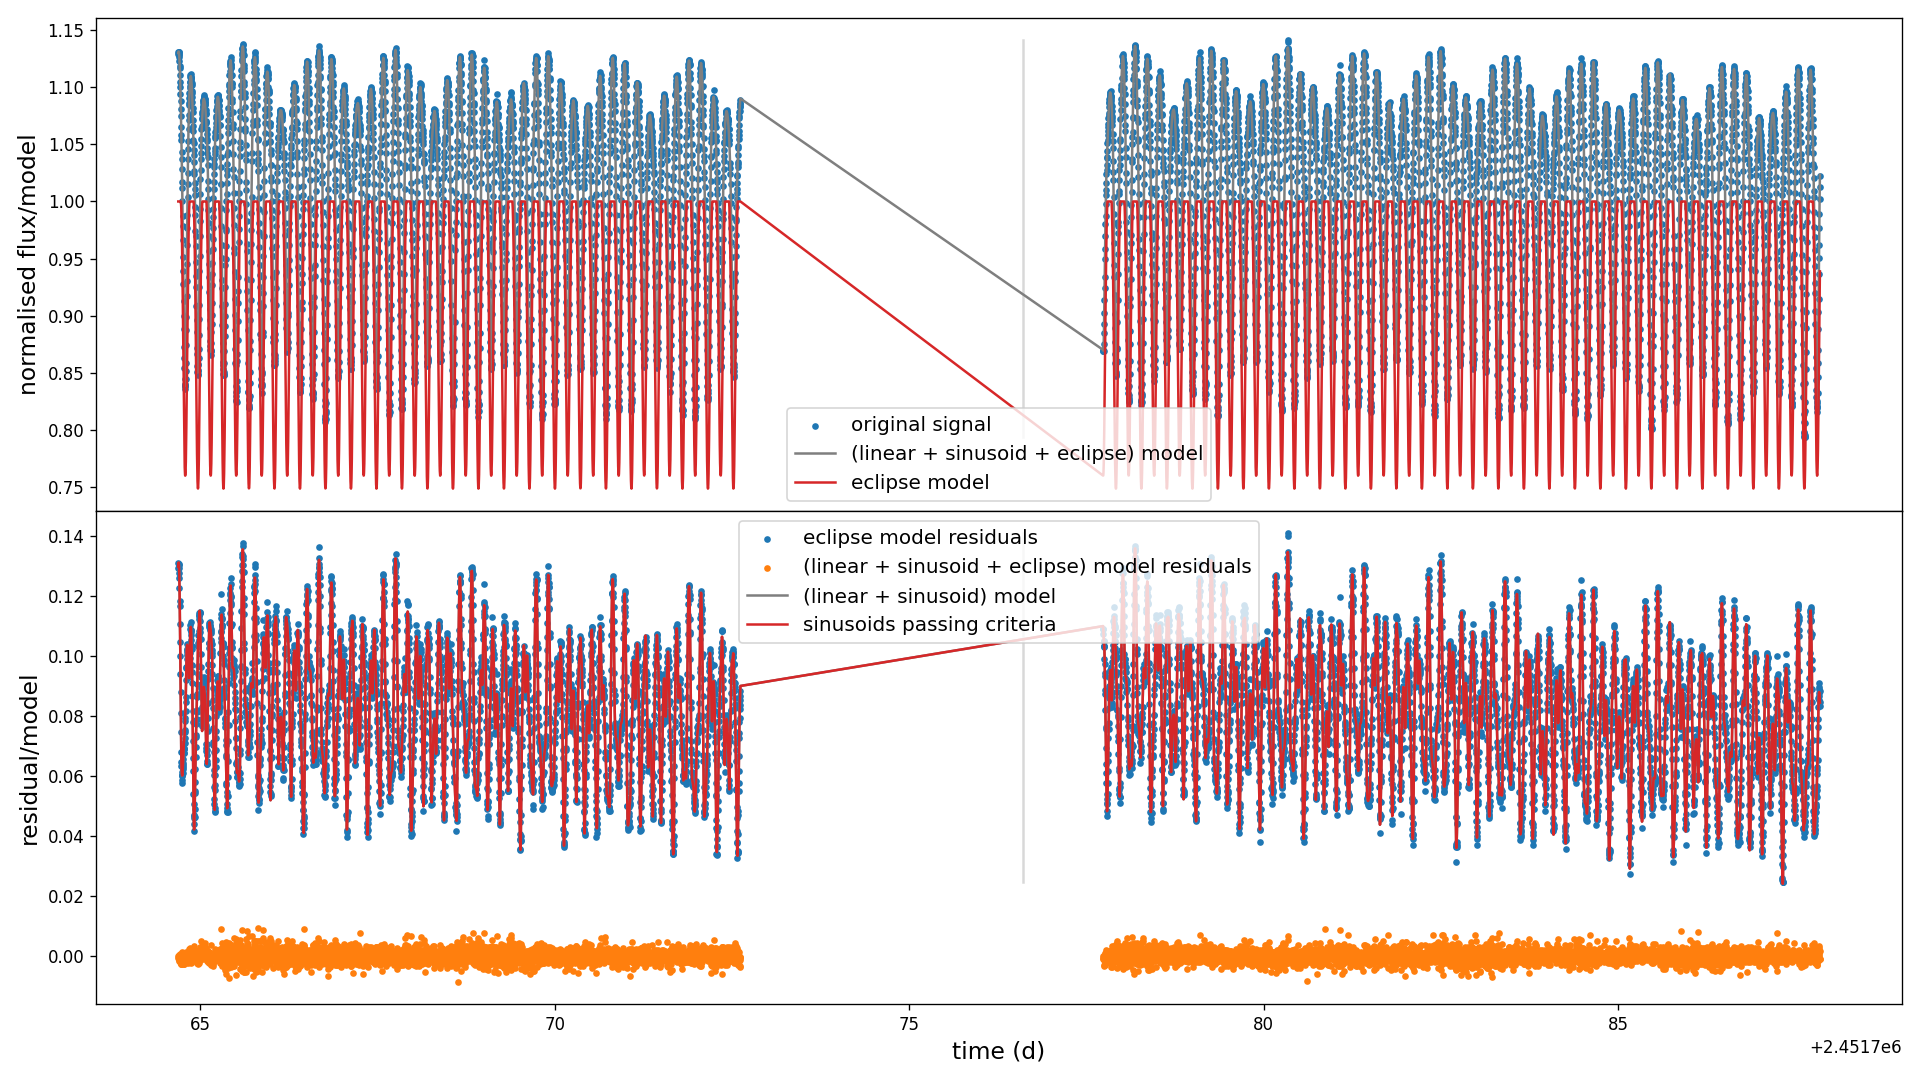 normalised flux/model
1.15
1.10
1.05
1.00
0.95
0.90
0.85
0.80
0.75
original signal
(linear + sinusoid + eclipse) model
eclipse model
residual/model
0.14
0.12
0.10
0.08
0.06
0.04
0.02
0.00
eclipse model residuals
(linear + sinusoid + eclipse) model residuals
(linear + sinusoid) model
sinusoids passing criteria
65
70
75
80
85
time (d)
+2.4517e6